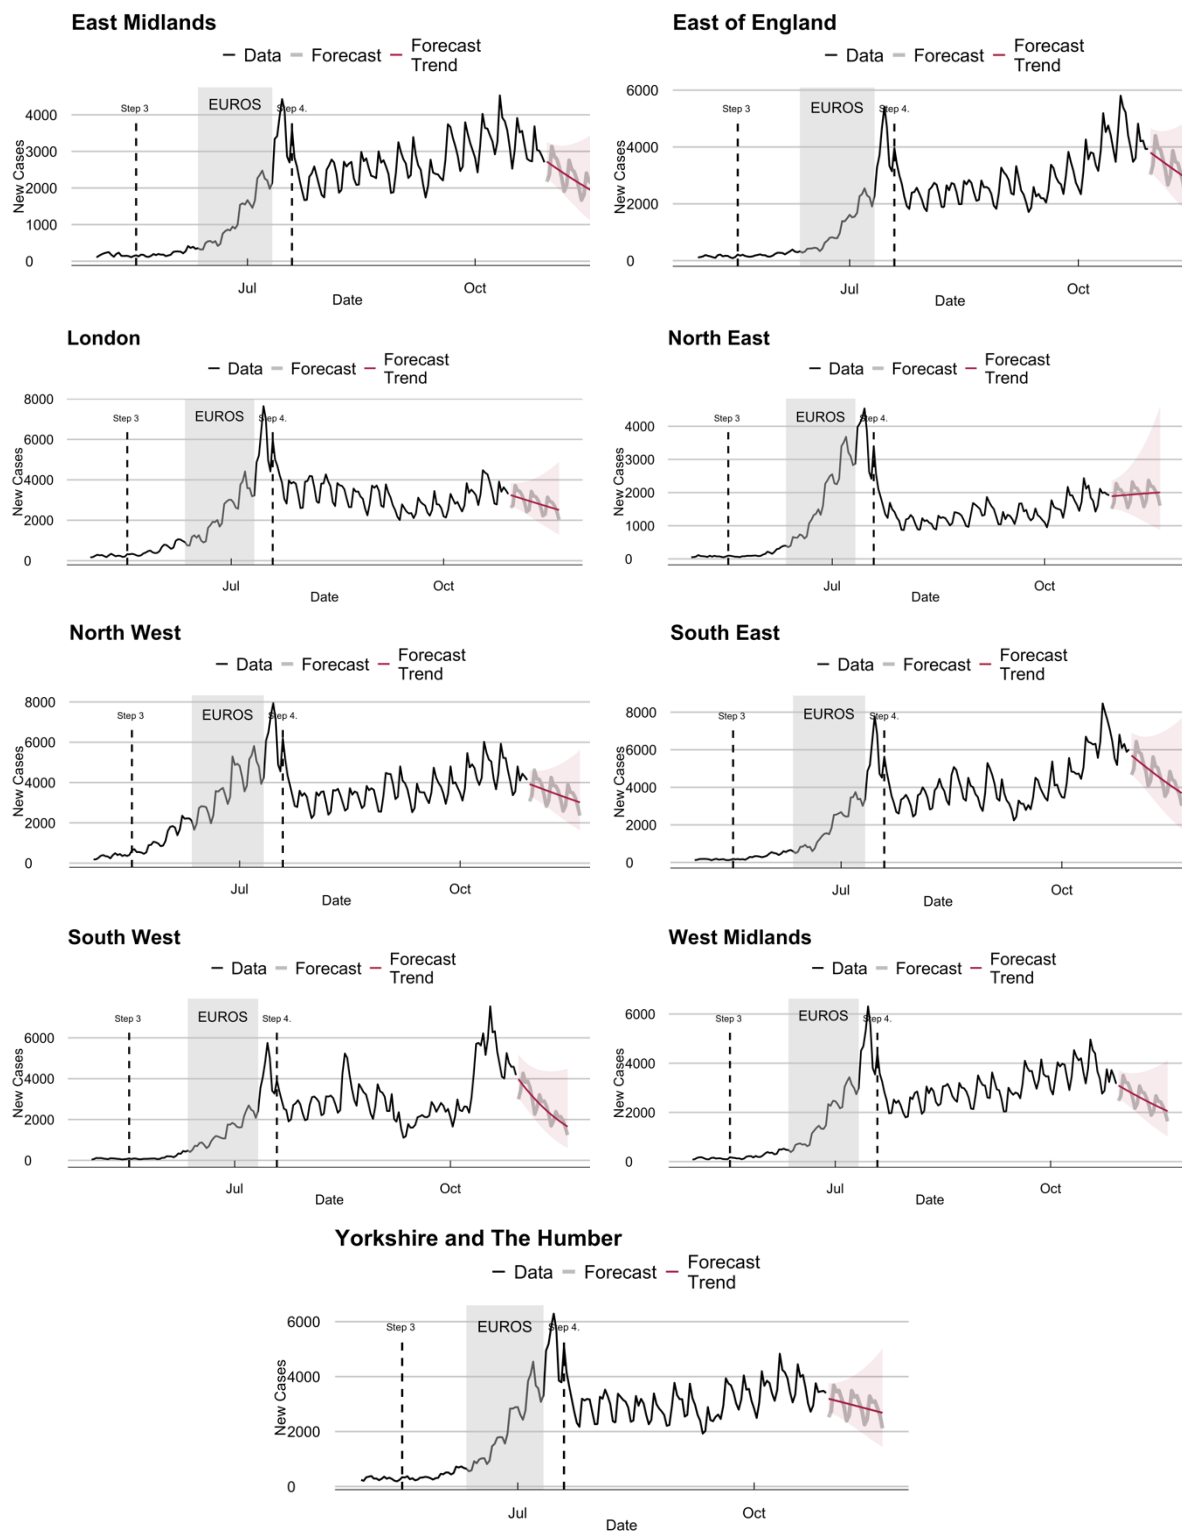 East Midlands
Data Forecast Forecast Trend
New Cases
4000
3000
2000
1000
0
Step 3
EUROS
Step 4.
Jul
Oct
Date
East of England
Data Forecast Forecast Trend
New Cases
6000
4000
2000
0
Step 3
EUROS
Step 4.
Jul
Oct
Date
London
Data Forecast Forecast Trend
New Cases
8000
6000
4000
2000
0
Step 3
EUROS
Step 4.
Jul
Oct
Date
North East
Data Forecast Forecast Trend
New Cases
4000
3000
2000
1000
0
Step 3
EUROS
Step 4.
Jul
Oct
Date
North West
Data Forecast Forecast Trend
New Cases
8000
6000
4000
2000
0
Step 3
EUROS
Step 4.
Jul
Oct
Date
South East
Data Forecast Forecast Trend
New Cases
8000
6000
4000
2000
0
Step 3
EUROS
Step 4.
Jul
Oct
Date
South West
Data Forecast Forecast Trend
New Cases
6000
4000
2000
0
Step 3
EUROS
Step 4.
Jul
Oct
Date
West Midlands
Data Forecast Forecast Trend
New Cases
6000
4000
2000
0
Step 3
EUROS
Step 4.
Jul
Oct
Date
Yorkshire and The Humber
Data Forecast Forecast Trend
New Cases
6000
4000
2000
0
Step 3
EUROS
Step 4.
Jul
Oct
Date